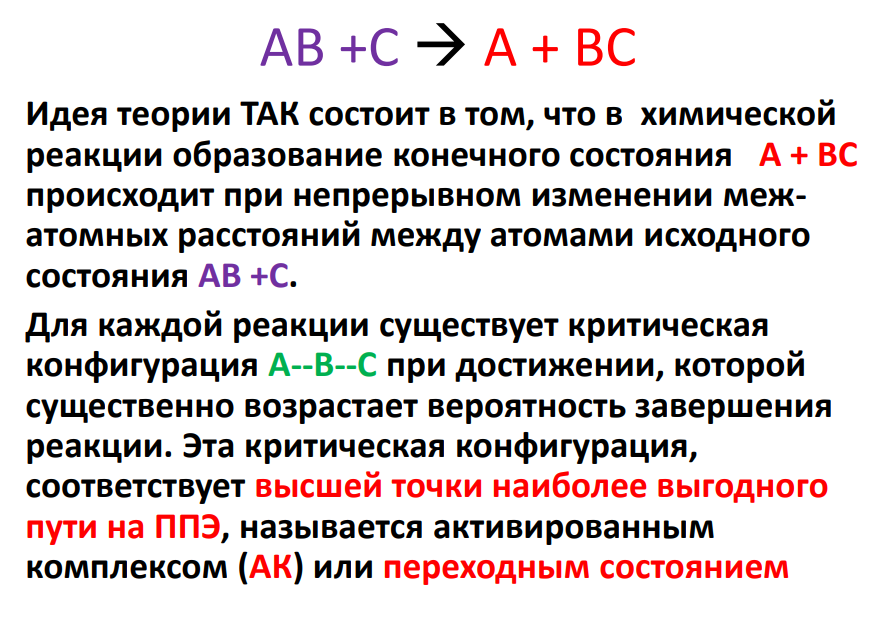 AB +C → A + BC
Идея теории ТАК состоит в том, что в химической
реакции образование конечного состояния A + BC
происходит при непрерывном изменении меж-
атомных расстояний между атомами исходного
состояния AB +C.
Для каждой реакции существует критическая
конфигурация A--B--C при достижении, которой
существенно возрастает вероятность завершения
реакции. Эта критическая конфигурация,
соответствует высшей точки наиболее выгодного
пути на ППЭ, называется активированным
комплексом (АК) или переходным состоянием